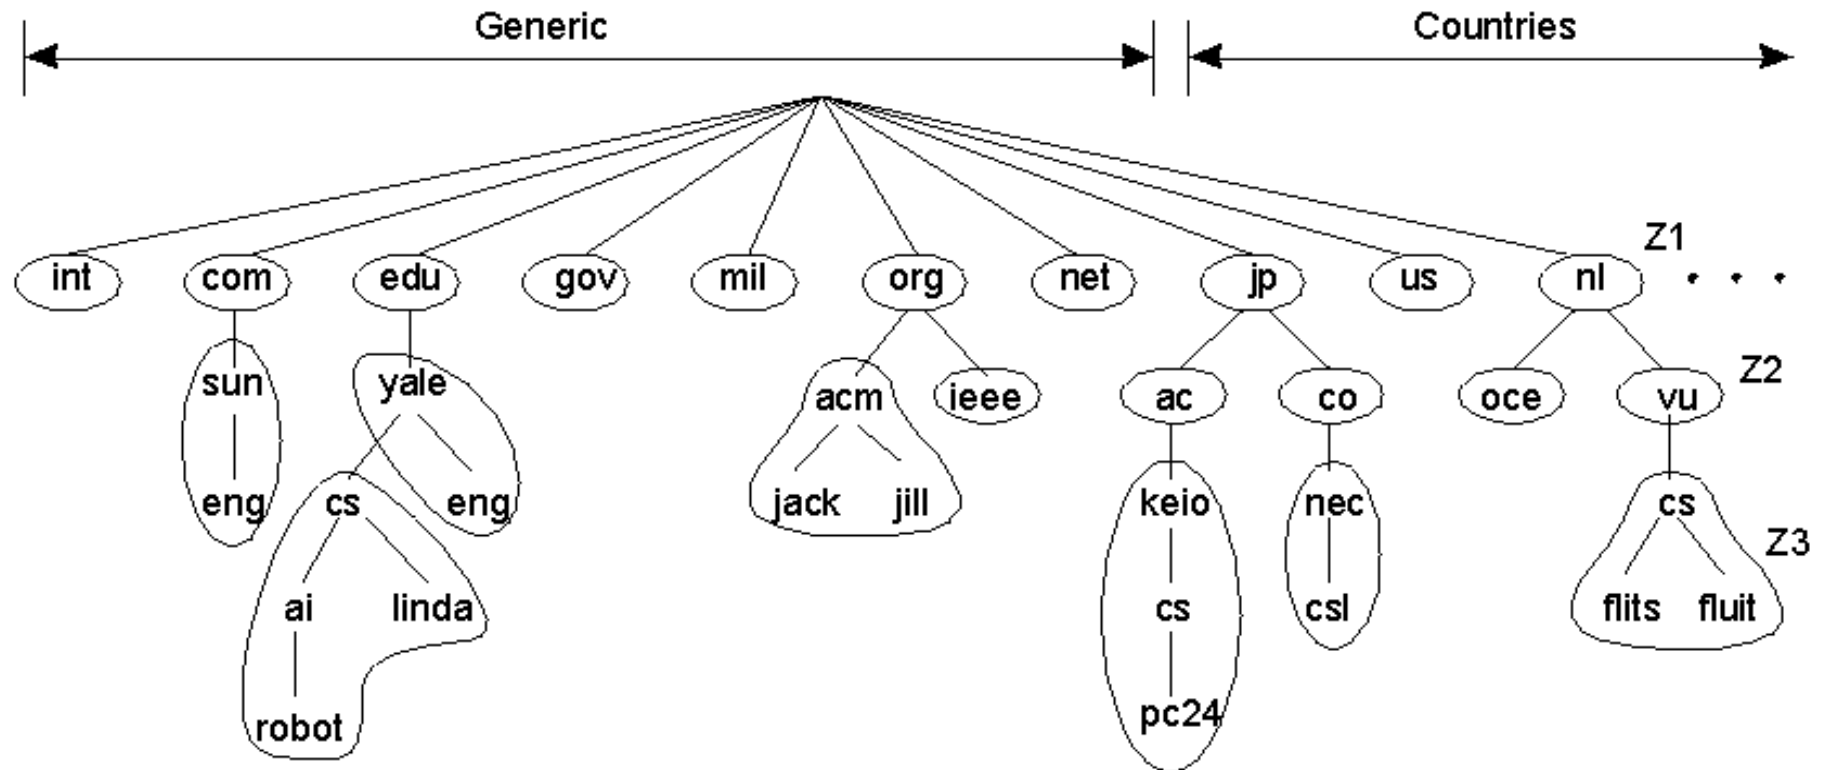 Generic Countries
Z1
int com edu gov mil org net jp us nl . . .
Z2
sun yale acm ieee ac co oce vu
eng cs eng jack jill keio nec cs
Z3
ai linda cs csl flits fluit
robot pc24